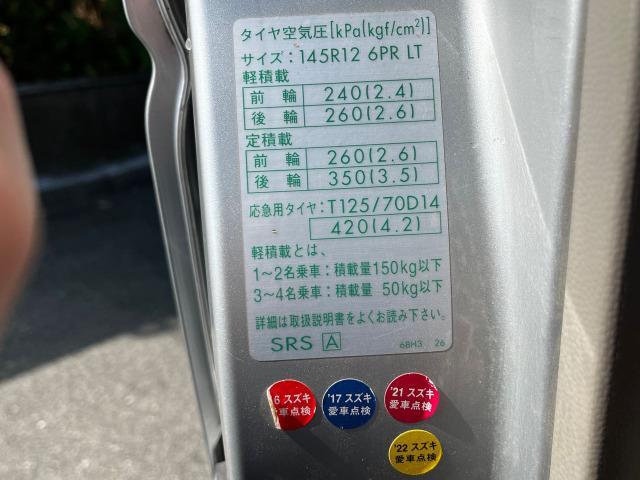 タイヤ空気圧[kPa(kgf/cm²)]
サイズ：145R12 6PR LT
軽積載
前 輪 240(2.4)
後 輪 260(2.6)
定積載
前 輪 260(2.6)
後 輪 350(3.5)
応急用タイヤ：T125/70D14
420(4.2)
軽積載とは、
1～2名乗車：積載量150kg以下
3～4名乗車：積載量 50kg以下
詳細は取扱説明書をよくお読み下さい。
SRS A 68H3 26
6 スズキ
車点検
'17 スズキ
愛車点検
'21 スズキ
愛車点検
'22 スズキ
愛車点検